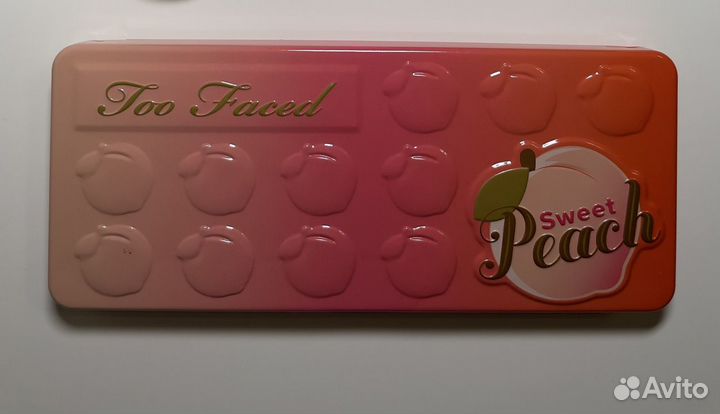 Too Faced
Sweet
Peach
Avito